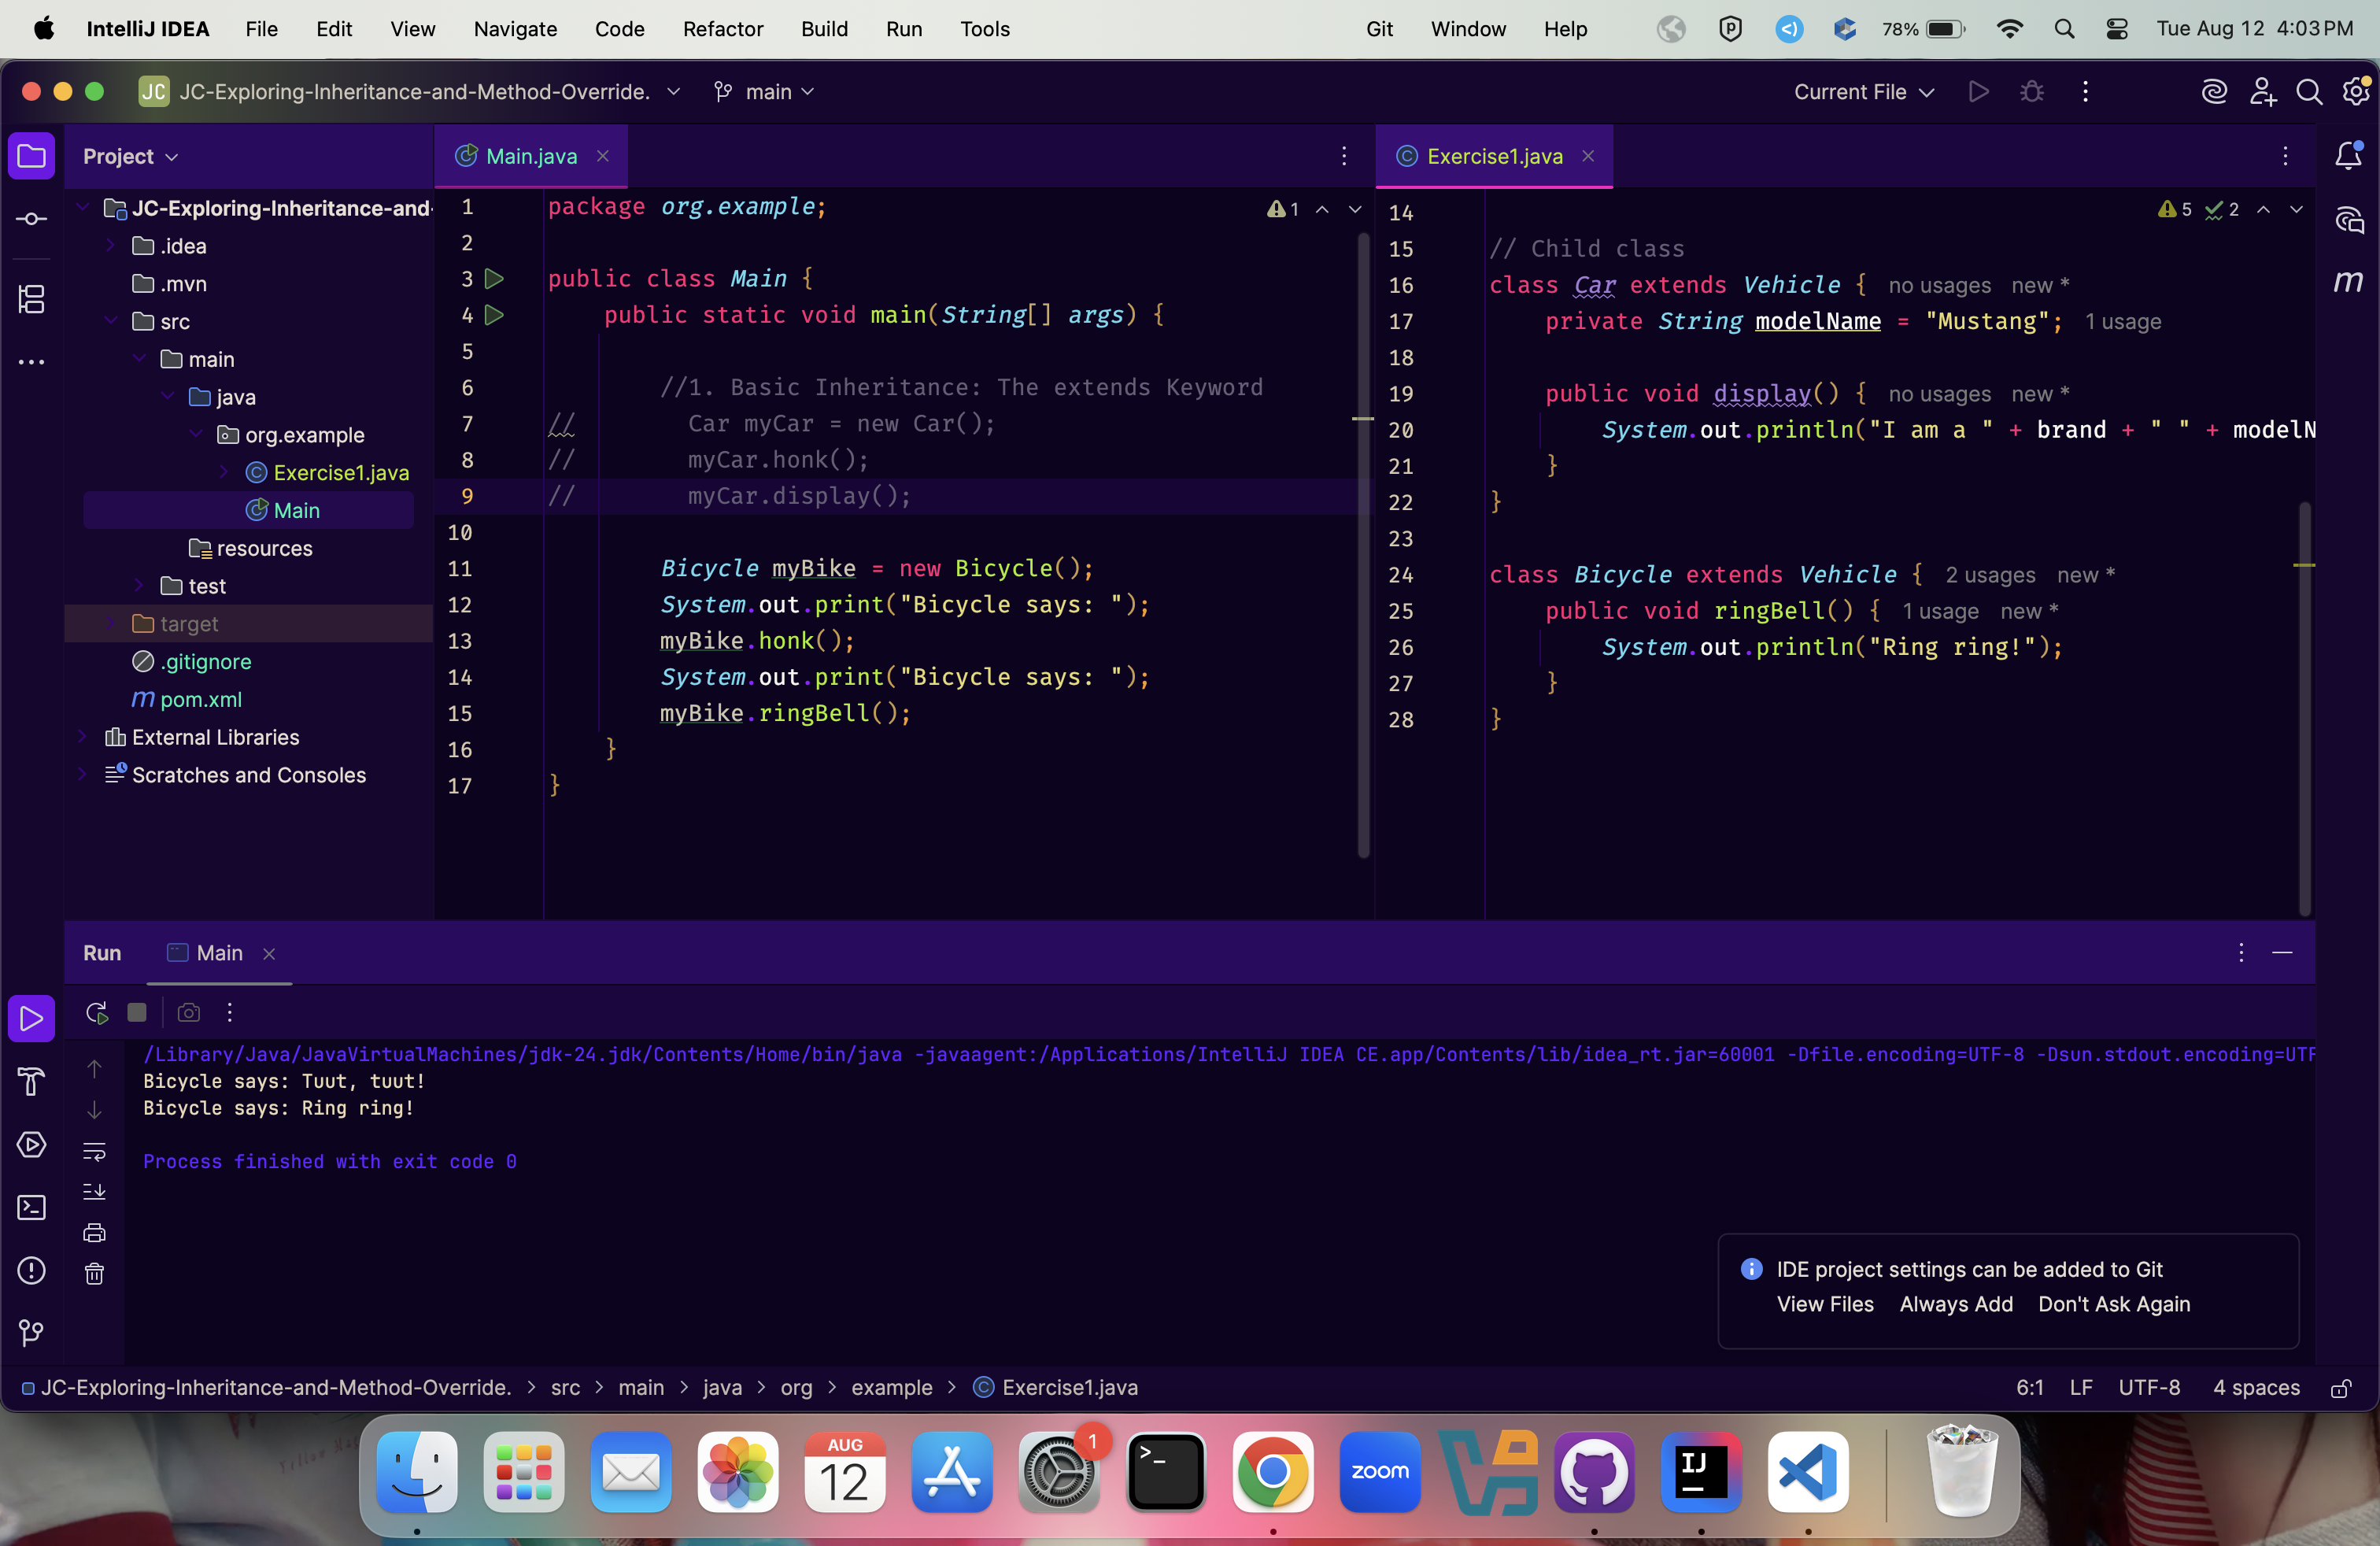 IntelliJ IDEA File Edit View Navigate Code Refactor Build Run Tools Git Window Help 78% Tue Aug 12 4:03 PM
JC JC-Exploring-Inheritance-and-Method-Override. main Current File
Project
JC-Exploring-Inheritance-and-
.idea
.mvn
src
main
java
org.example
Exercise1.java
Main
resources
test
target
.gitignore
pom.xml
External Libraries
Scratches and Consoles
Main.java
1
1 package org.example;
2
3 public class Main {
4 public static void main(String[] args) {
5
6 //1. Basic Inheritance: The extends Keyword
7 // Car myCar = new Car();
8 // myCar.honk();
9 // myCar.display();
10
11 Bicycle myBike = new Bicycle();
12 System.out.print("Bicycle says: ");
13 myBike.honk();
14 System.out.print("Bicycle says: ");
15 myBike.ringBell();
16 }
17 }
Exercise1.java
5 2
14
15 // Child class
16 class Car extends Vehicle { no usages new *
17 private String modelName = "Mustang"; 1 usage
18
19 public void display() { no usages new *
20 System.out.println("I am a " + brand + " " + modelN
21 }
22 }
23
24 class Bicycle extends Vehicle { 2 usages new *
25 public void ringBell() { 1 usage new *
26 System.out.println("Ring ring!");
27 }
28 }
Run Main
/Library/Java/JavaVirtualMachines/jdk-24.jdk/Contents/Home/bin/java -javaagent:/Applications/IntelliJ IDEA CE.app/Contents/lib/idea_rt.jar=60001 -Dfile.encoding=UTF-8 -Dsun.stdout.encoding=UTF
Bicycle says: Tuut, tuut!
Bicycle says: Ring ring!
Process finished with exit code 0
IDE project settings can be added to Git
View Files Always Add Don't Ask Again
JC-Exploring-Inheritance-and-Method-Override. > src > main > java > org > example > Exercise1.java 6:1 LF UTF-8 4 spaces
AUG
12
1
zoom
IJ